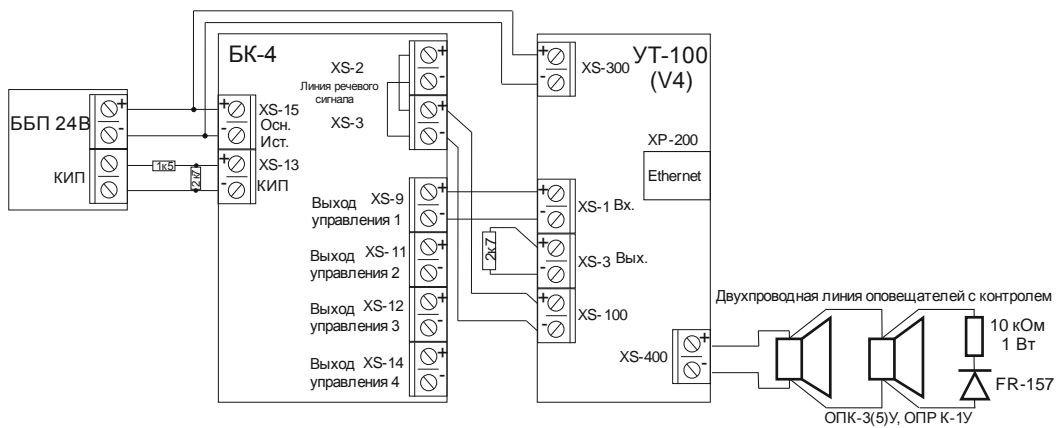 ББП 24В
+
-
КИП
1к5
2к7
БК-4
+
-
XS-15
Осн.
Ист.
+
-
XS-13
КИП
XS-2
Линия речевого
сигнала
XS-3
+
-
+
-
Выход XS-9
управления 1
+
-
Выход XS-11
управления 2
+
-
Выход XS-12
управления 3
+
-
Выход XS-14
управления 4
+
-
2к7
УТ-100
(V4)
+
-
XS-300
XP-200
Ethernet
+
-
XS-1 Вх.
+
-
XS-3 Вых.
+
-
XS-100
XS-400
+
-
Двухпроводная линия оповещателей с контролем
10 кОм
1 Вт
FR-157
ОПК-3(5)У, ОПР К-1У